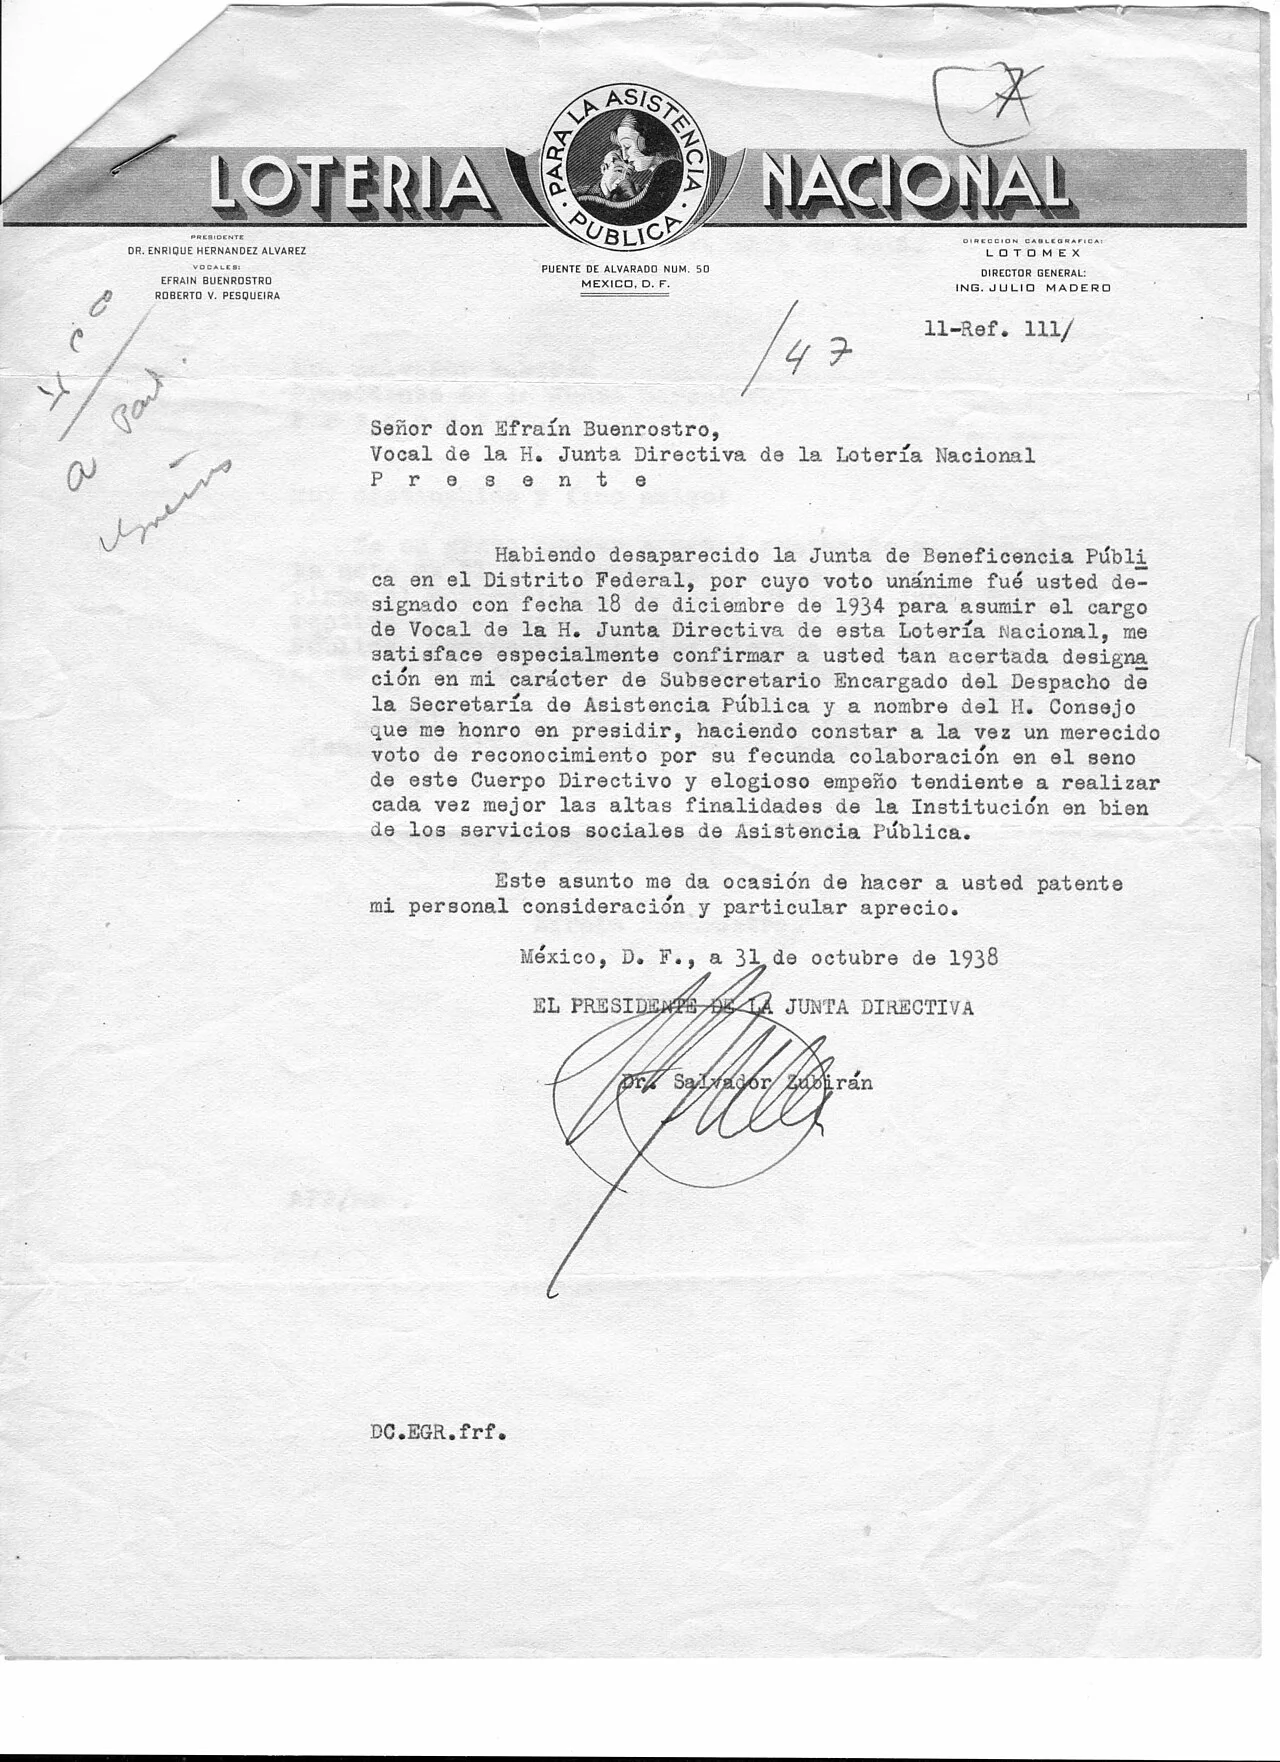 LOTERIA NACIONAL
PARA LA ASISTENCIA
PUBLICA
PRESIDENTE
DR. ENRIQUE HERNANDEZ ALVAREZ
VOCALES:
EFRAIN BUENROSTRO
ROBERTO V. PESQUEIRA
PUENTE DE ALVARADO NUM. 50
MEXICO, D. F.
DIRECCION CABLEGRAFICA:
LOTOMEX
DIRECTOR GENERAL:
ING. JULIO MADERO
11-Ref. 111/
/47
Señor don Efraín Buenrostro,
Vocal de la H. Junta Directiva de la Lotería Nacional
P r e s e n t e
Habiendo desaparecido la Junta de Beneficencia Públi
ca en el Distrito Federal, por cuyo voto unánime fué usted de-
signado con fecha 18 de diciembre de 1934 para asumir el cargo
de Vocal de la H. Junta Directiva de esta Lotería Nacional, me
satisface especialmente confirmar a usted tan acertada designa
ción en mi carácter de Subsecretario Encargado del Despacho de
la Secretaría de Asistencia Pública y a nombre del H. Consejo
que me honro en presidir, haciendo constar a la vez un merecido
voto de reconocimiento por su fecunda colaboración en el seno
de este Cuerpo Directivo y elogioso empeño tendiente a realizar
cada vez mejor las altas finalidades de la Institución en bien
de los servicios sociales de Asistencia Pública.
Este asunto me da ocasión de hacer a usted patente
mi personal consideración y particular aprecio.
México, D. F., a 31 de octubre de 1938
EL PRESIDENTE DE LA JUNTA DIRECTIVA
Dr. Salvador Zubirán
DC.EGR.frf.